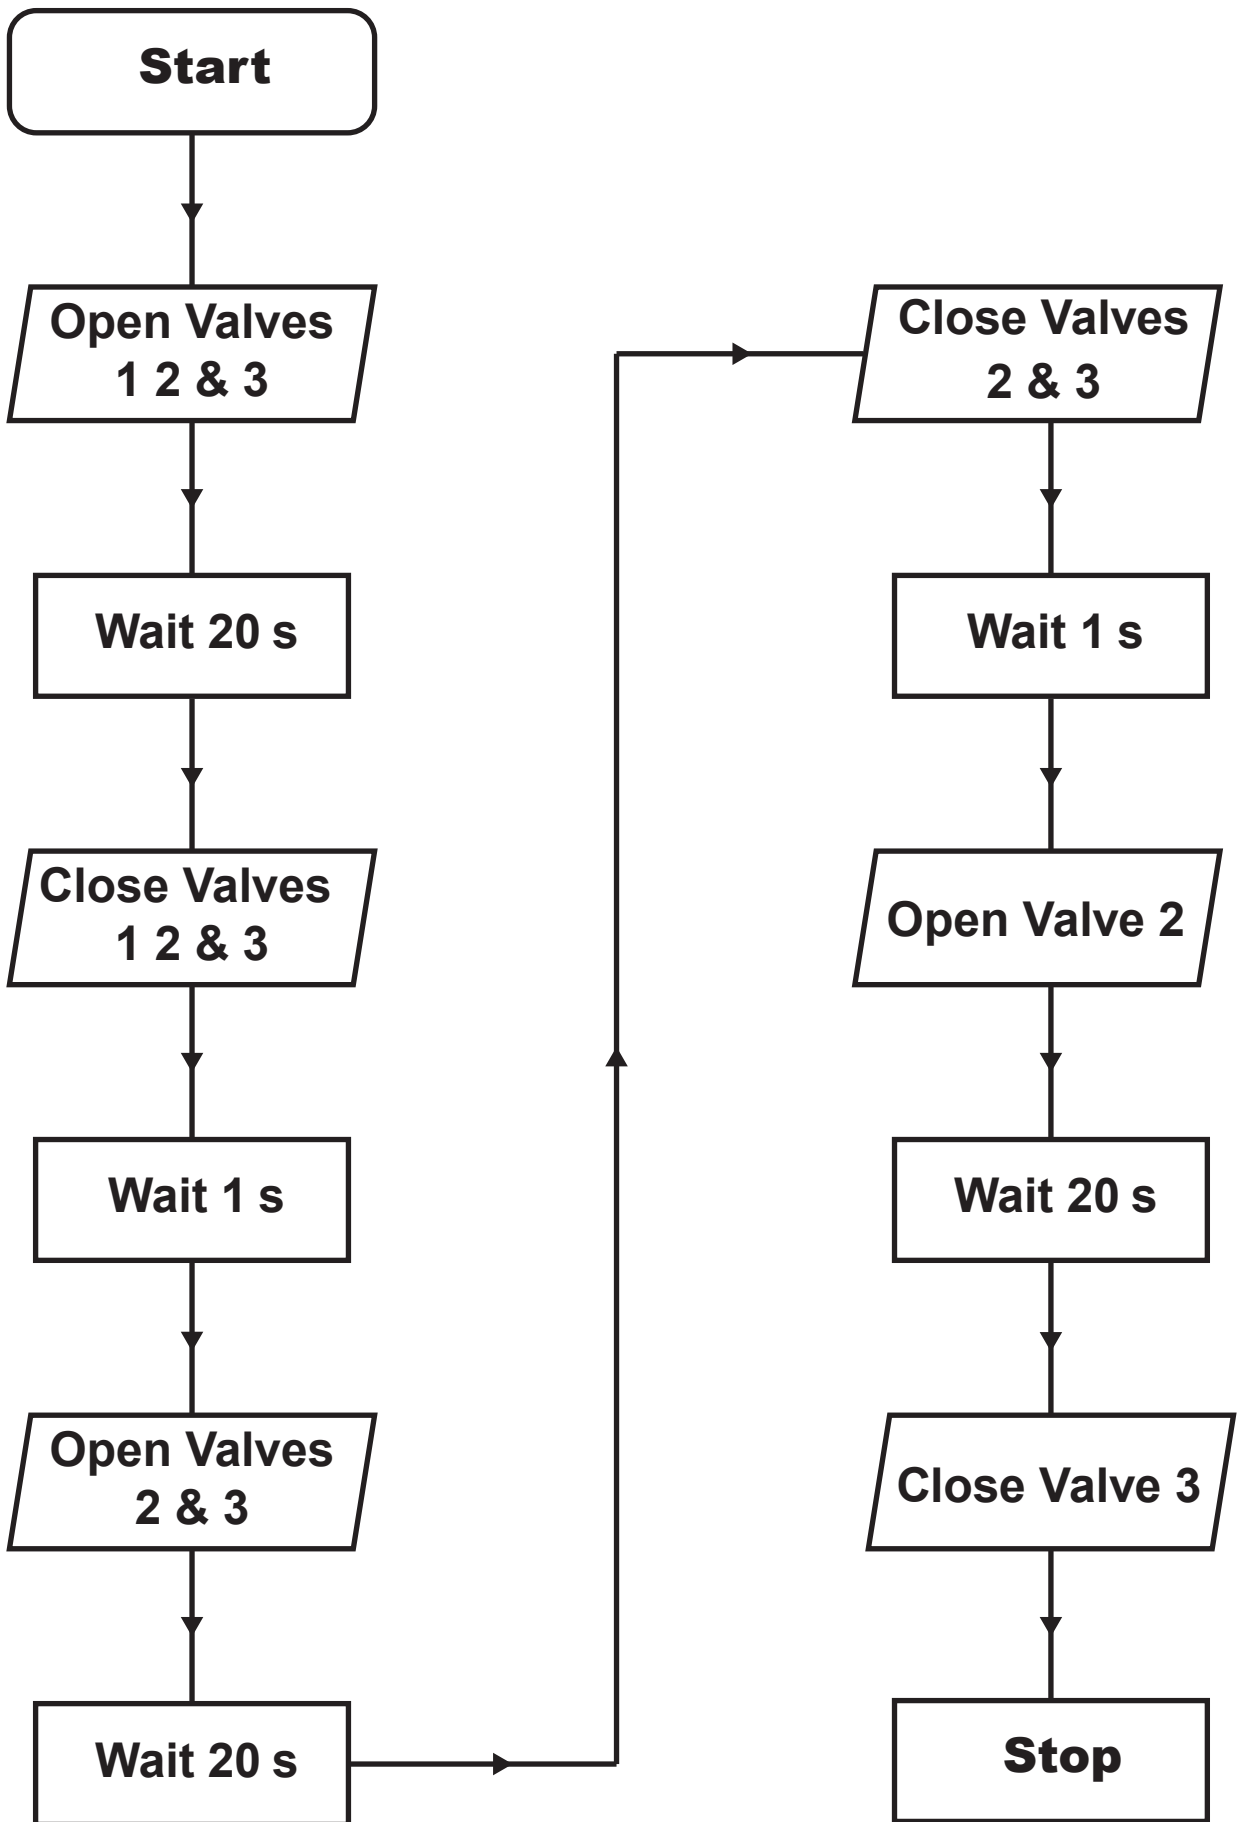 Start
Open Valves
1 2 & 3
Wait 20 s
Close Valves
1 2 & 3
Wait 1 s
Open Valves
2 & 3
Wait 20 s
Close Valves
2 & 3
Wait 1 s
Open Valve 2
Wait 20 s
Close Valve 3
Stop